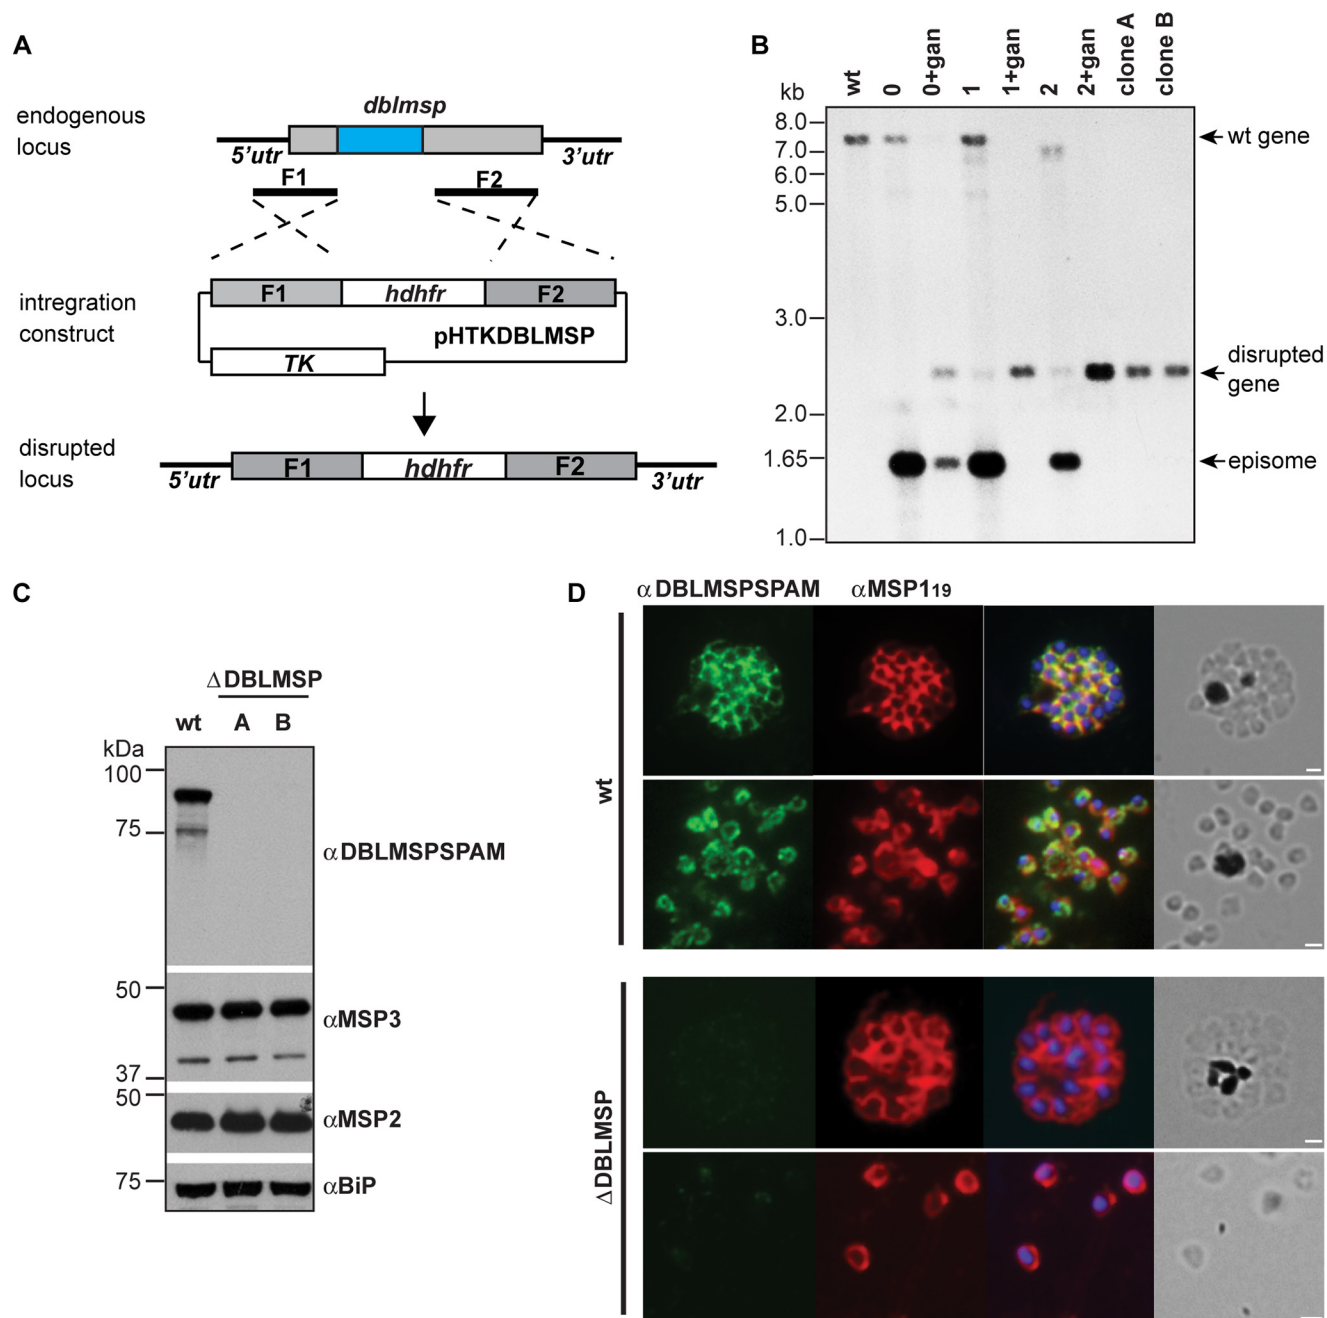 A
endogenous
locus
dblmsp
5’utr
3’utr
F1
F2
intregration
construct
F1
hdhfr
F2
pHTKDBLMSP
TK
disrupted
locus
F1
hdhfr
F2
5’utr
3’utr
B
kb
wt
0
0+gan
1
1+gan
2
2+gan
clone A
clone B
8.0
7.0
6.0
5.0
3.0
2.0
1.65
1.0
wt gene
disrupted
gene
episome
C
ΔDBLMSP
wt
A
B
kDa
100
75
αDBLMSPSPAM
50
αMSP3
37
50
αMSP2
75
αBiP
D
αDBLMSPSPAM
αMSP119
wt
ΔDBLMSP